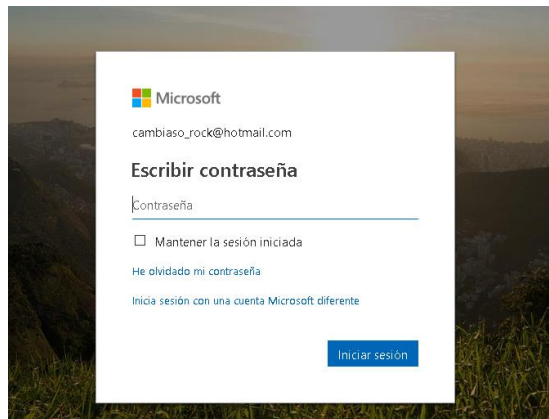 Microsoft
cambiaso_rock@hotmail.com
Escribir contraseña
Contraseña
Mantener la sesión iniciada
He olvidado mi contraseña
Inicia sesión con una cuenta Microsoft diferente
Iniciar sesión